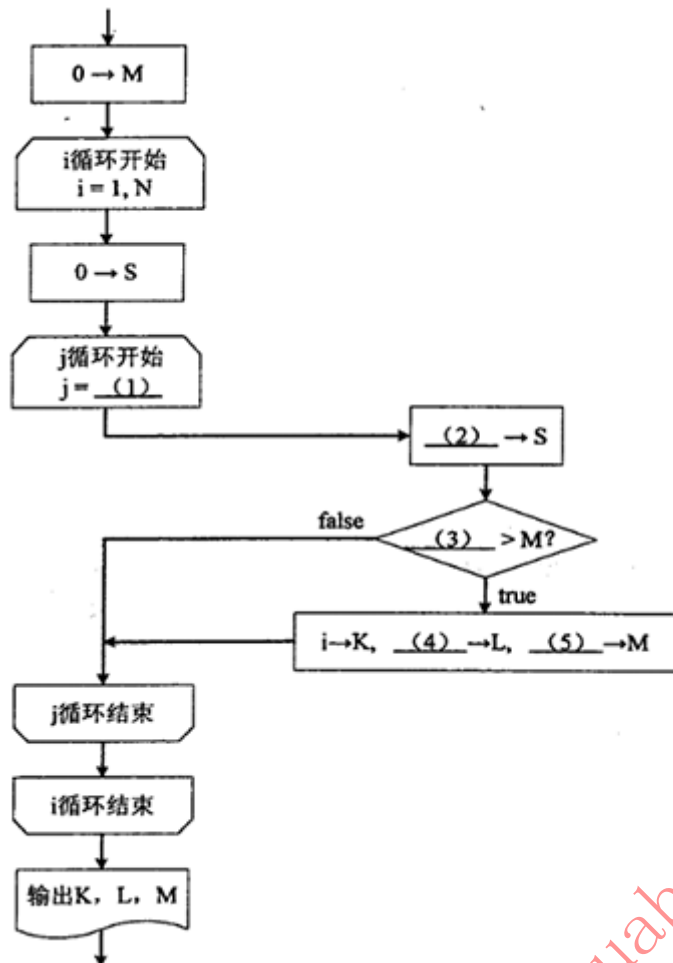 0 → M
i循环开始
i = 1, N
0 → S
j循环开始
j = （1）
（2） → S
false
（3） > M?
true
i→K, （4）→L, （5）→M
j循环结束
i循环结束
输出K, L, M